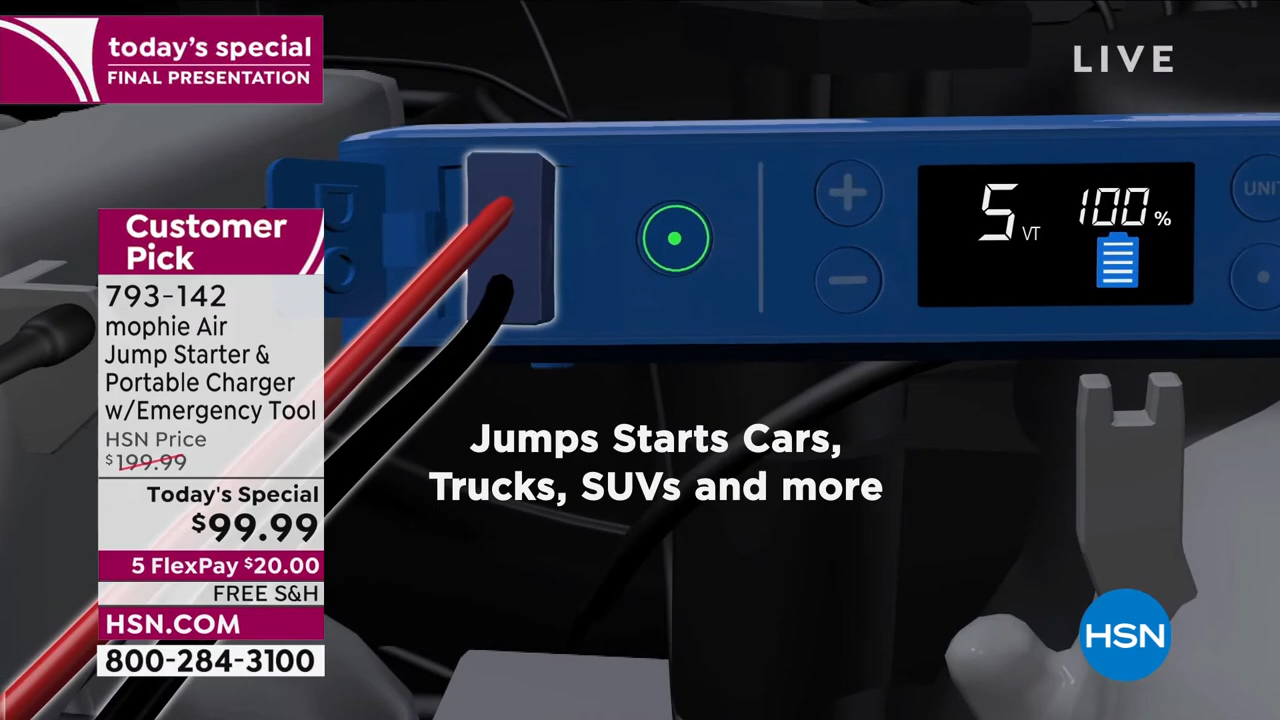 today's special
FINAL PRESENTATION
LIVE
Customer
Pick
793-142
mophie Air
Jump Starter &
Portable Charger
w/Emergency Tool
HSN Price
$199.99
Today's Special
$99.99
5 FlexPay $20.00
FREE S&H
HSN.COM
800-284-3100
5 VT 100 %
UNIT
Jumps Starts Cars,
Trucks, SUVs and more
HSN